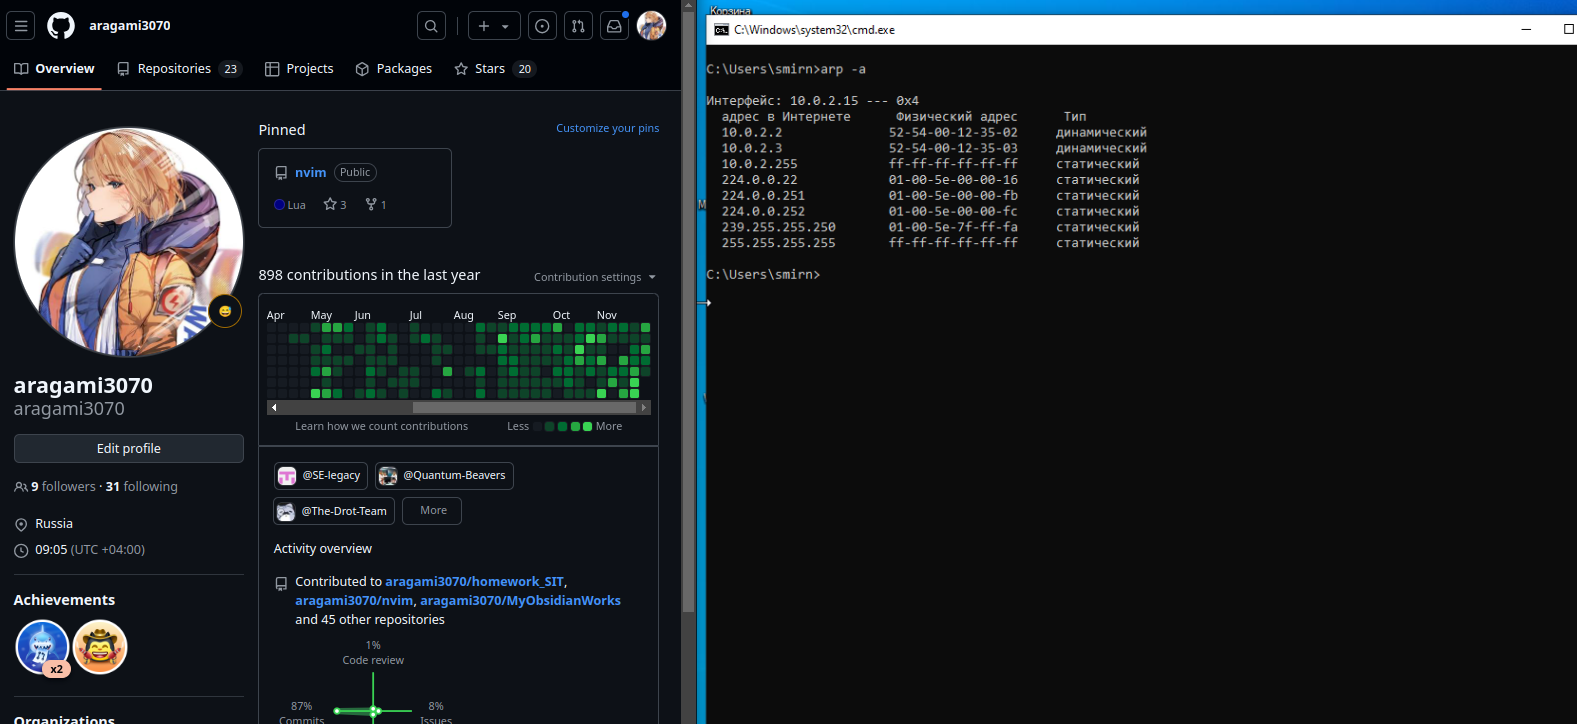 aragami3070
Overview
Repositories 23
Projects
Packages
Stars 20
Pinned
Customize your pins
nvim Public
Lua 3 1
898 contributions in the last year
Contribution settings
Apr May Jun Jul Aug Sep Oct Nov
Learn how we count contributions
Less More
@SE-legacy
@Quantum-Beavers
@The-Drot-Team
More
Activity overview
Contributed to aragami3070/homework_SIT,
aragami3070/nvim, aragami3070/MyObsidianWorks
and 45 other repositories
1%
Code review
87%
Commits
8%
Issues
aragami3070
aragami3070
Edit profile
9 followers · 31 following
Russia
09:05 (UTC +04:00)
Achievements
x2
Organizations
Корзина
C:\Windows\system32\cmd.exe
C:\Users\smirn>arp -a
Интерфейс: 10.0.2.15 --- 0x4
адрес в Интернете Физический адрес Тип
10.0.2.2 52-54-00-12-35-02 динамический
10.0.2.3 52-54-00-12-35-03 динамический
10.0.2.255 ff-ff-ff-ff-ff-ff статический
224.0.0.22 01-00-5e-00-00-16 статический
224.0.0.251 01-00-5e-00-00-fb статический
224.0.0.252 01-00-5e-00-00-fc статический
239.255.255.250 01-00-5e-7f-ff-fa статический
255.255.255.255 ff-ff-ff-ff-ff-ff статический
C:\Users\smirn>